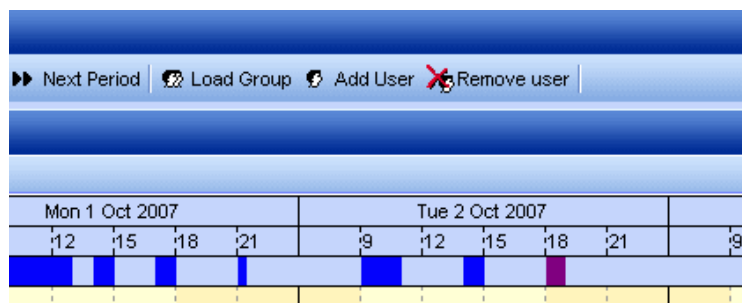 Next Period Load Group Add User Remove user
Mon 1 Oct 2007 Tue 2 Oct 2007
12 15 18 21 9 12 15 18 21 9